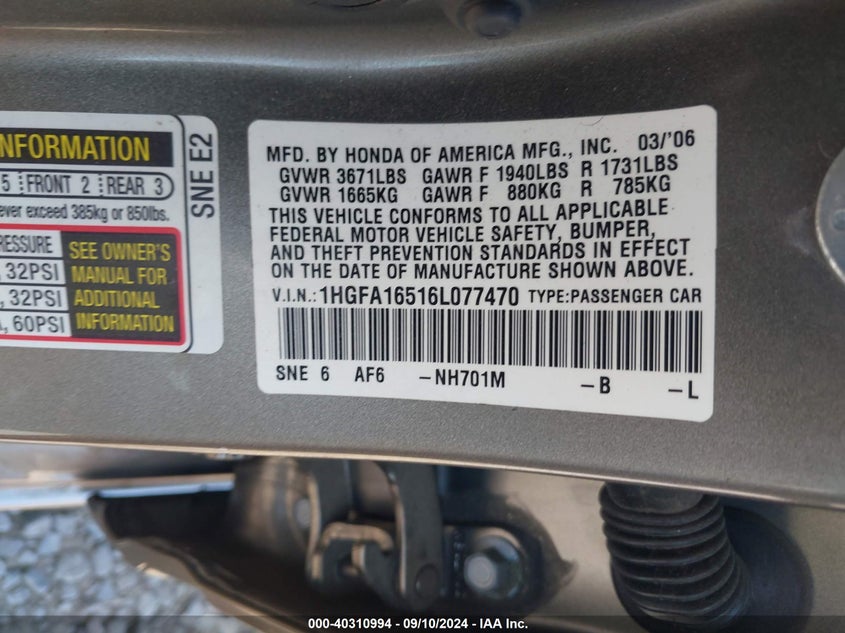 INFORMATION
5 FRONT 2 REAR 3
ever exceed 385kg or 850lbs.
RESSURE
32PSI
32PSI
60PSI
SEE OWNER'S
MANUAL FOR
ADDITIONAL
INFORMATION
SNE E2
MFD. BY HONDA OF AMERICA MFG., INC. 03/'06
GVWR 3671LBS GAWR F 1940LBS R 1731LBS
GVWR 1665KG GAWR F 880KG R 785KG
THIS VEHICLE CONFORMS TO ALL APPLICABLE
FEDERAL MOTOR VEHICLE SAFETY, BUMPER,
AND THEFT PREVENTION STANDARDS IN EFFECT
ON THE DATE OF MANUFACTURE SHOWN ABOVE.
V.I.N.:1HGFA16516L077470 TYPE:PASSENGER CAR
SNE 6 AF6 –NH701M –B –L
000-40310994 - 09/10/2024 - IAA Inc.